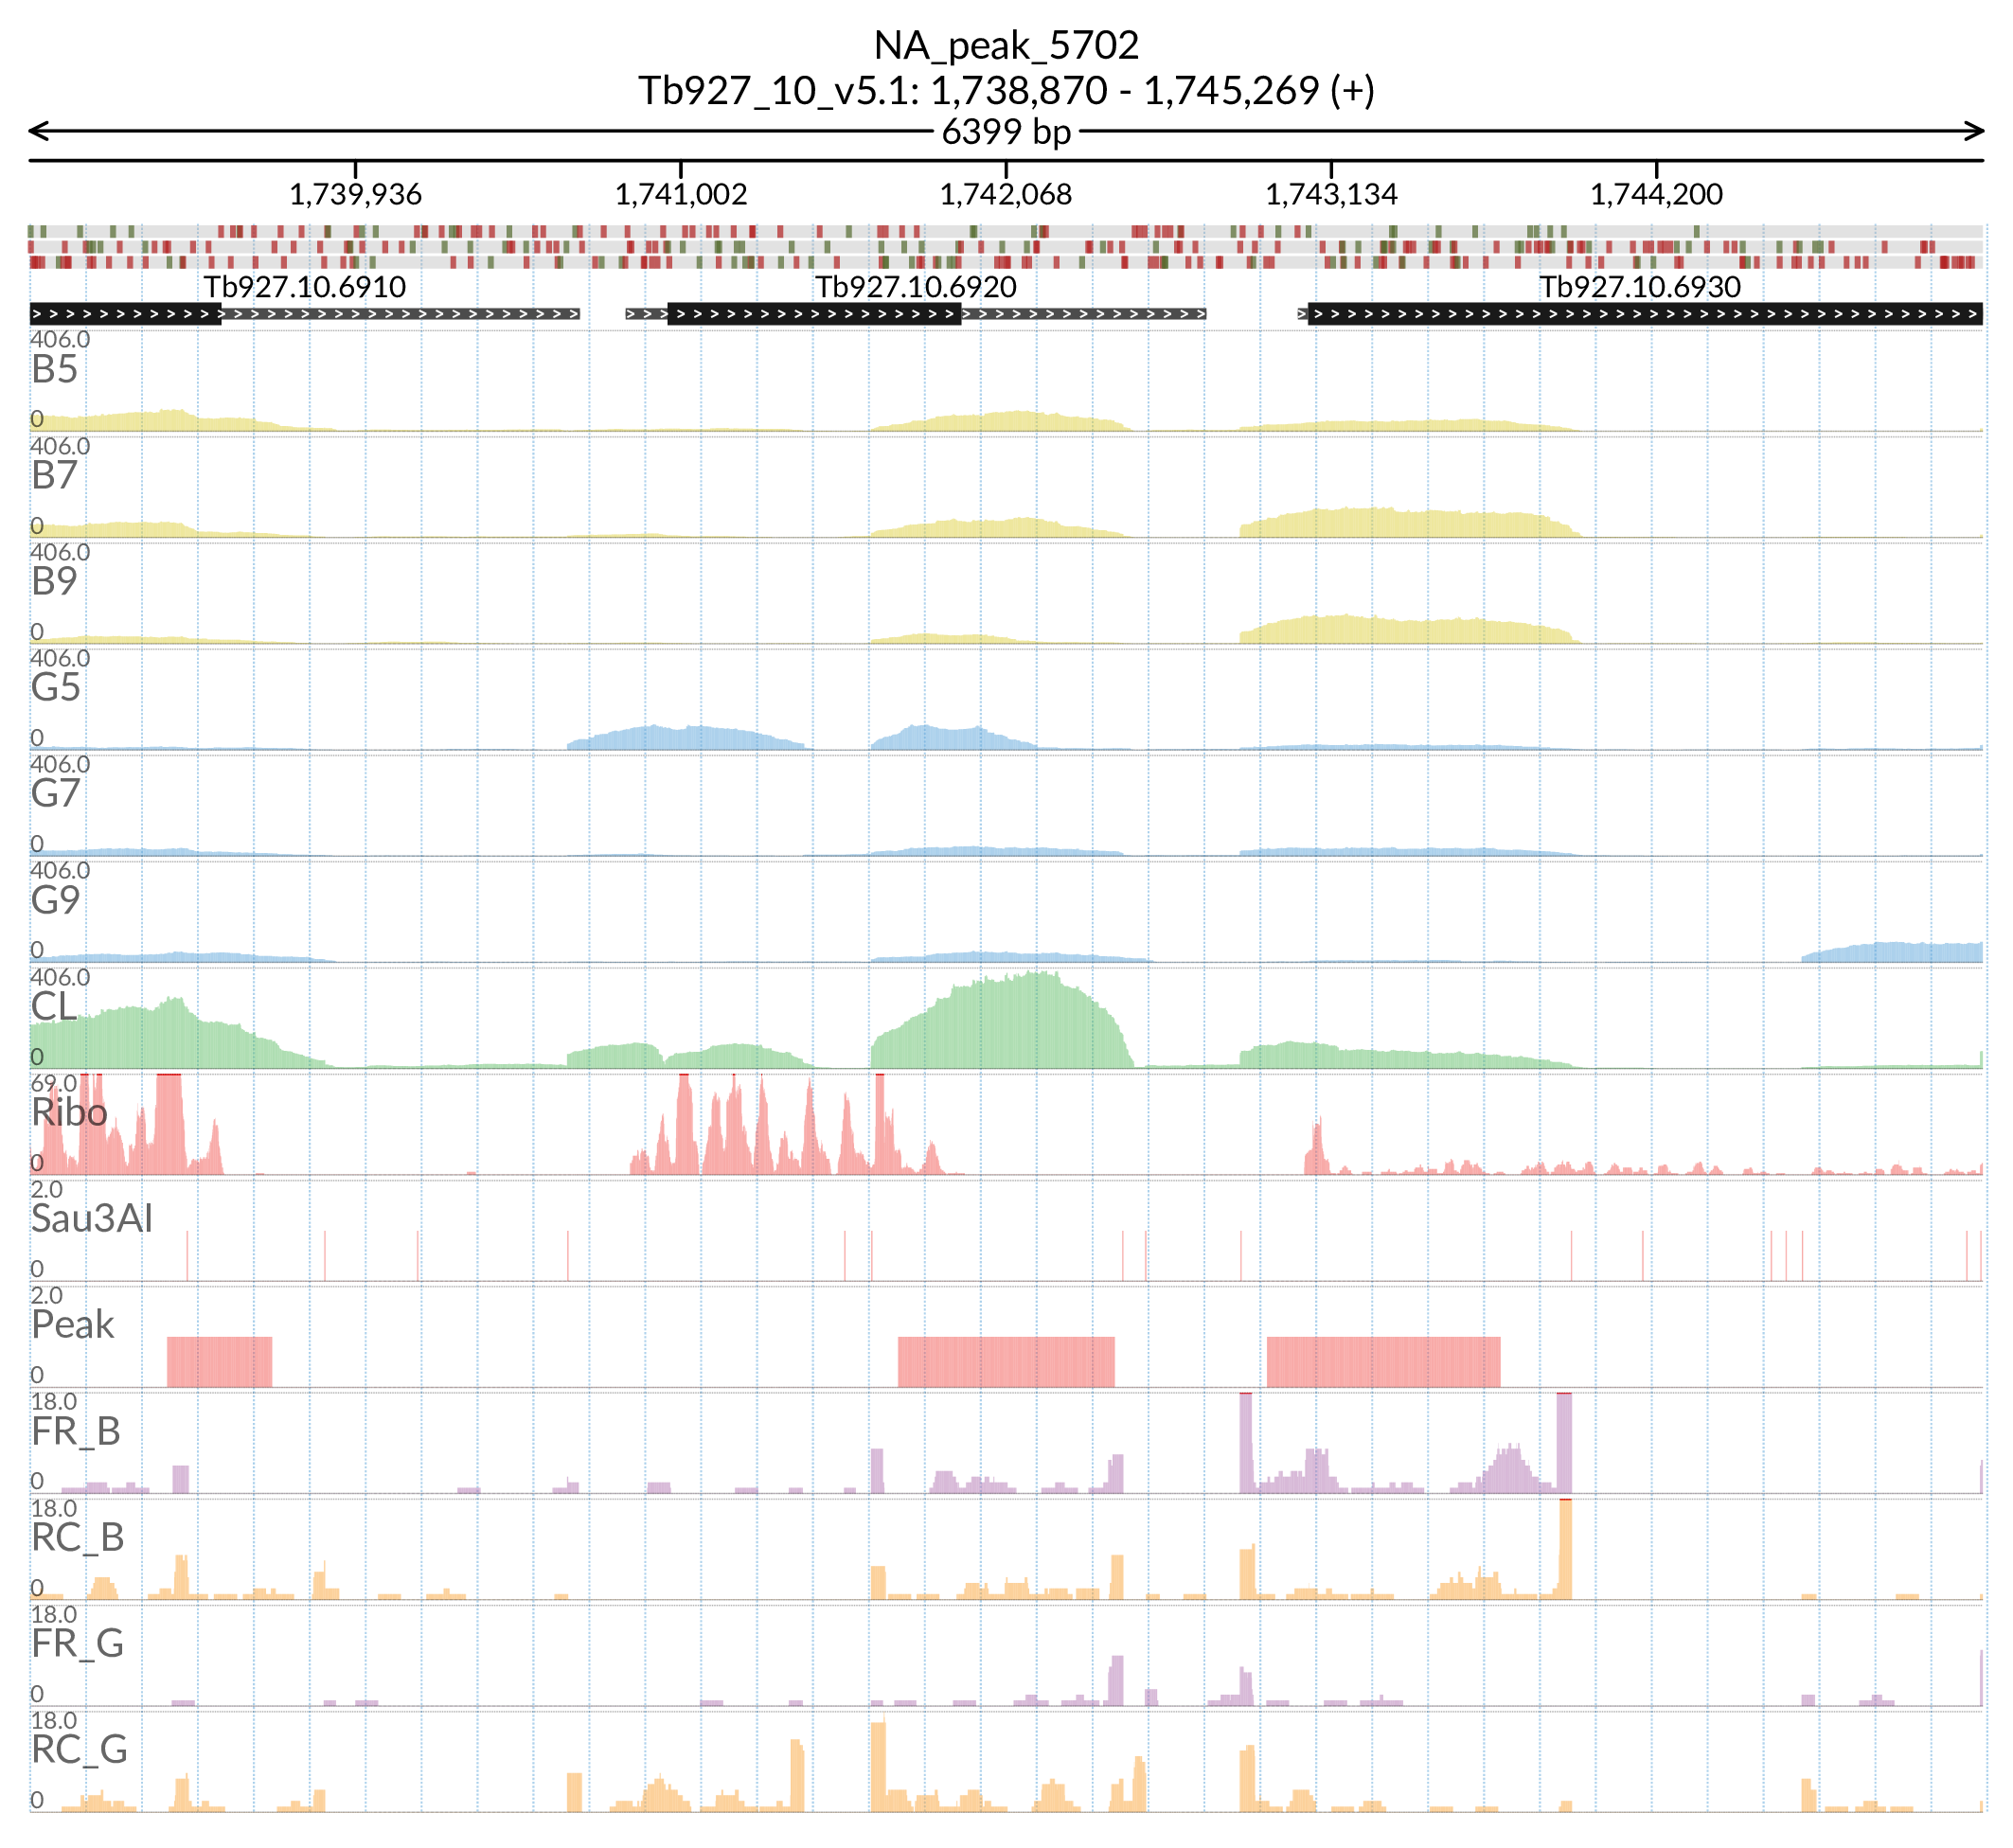 NA_peak_5702
Tb927_10_v5.1: 1,738,870 - 1,745,269 (+)
6399 bp
1,739,936 1,741,002 1,742,068 1,743,134 1,744,200
Tb927.10.6910 Tb927.10.6920 Tb927.10.6930
406.0
B5
0
406.0
B7
0
406.0
B9
0
406.0
G5
0
406.0
G7
0
406.0
G9
0
406.0
CL
0
69.0
Ribo
0
2.0
Sau3AI
0
2.0
Peak
0
18.0
FR_B
0
18.0
RC_B
0
18.0
FR_G
0
18.0
RC_G
0